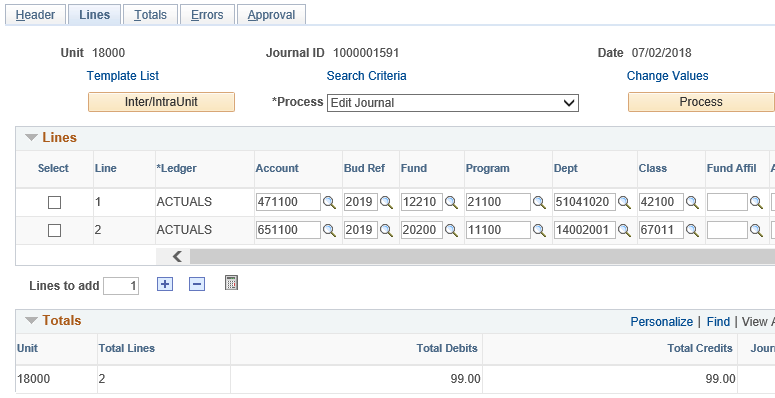 Header Lines Totals Errors Approval
Unit 18000 Journal ID 1000001591 Date 07/02/2018
Template List Search Criteria Change Values
Inter/IntraUnit *Process Edit Journal Process
Lines
Select Line *Ledger Account Bud Ref Fund Program Dept Class Fund Affil
1 ACTUALS 471100 2019 12210 21100 51041020 42100
2 ACTUALS 651100 2019 20200 11100 14002001 67011
Lines to add 1
Totals Personalize | Find | View
Unit Total Lines Total Debits Total Credits
18000 2 99.00 99.00